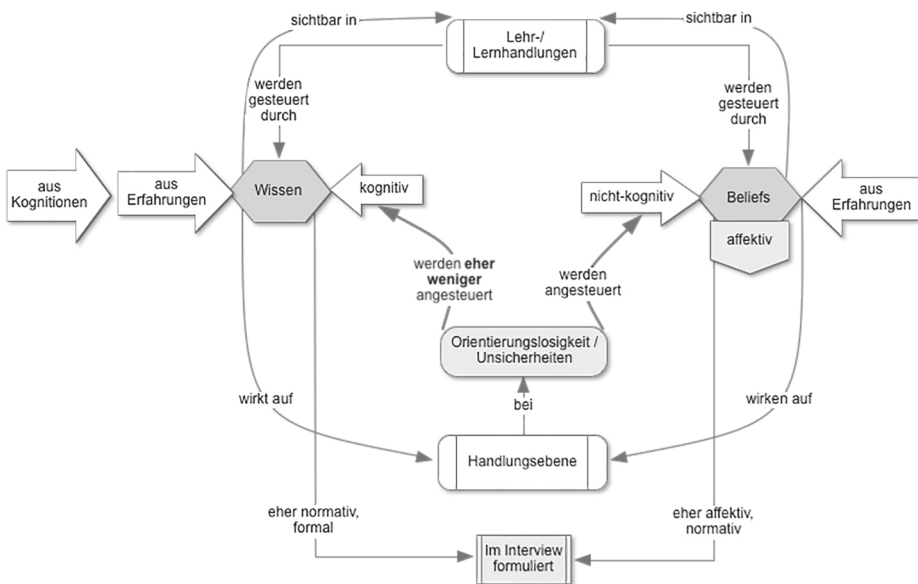 sichtbar in
Lehr-/
Lernhandlungen
sichtbar in
werden
gesteuert
durch
werden
gesteuert
durch
aus
Kognitionen
aus
Erfahrungen
Wissen
kognitiv
nicht-kognitiv
Beliefs
aus
Erfahrungen
affektiv
werden eher
weniger
angesteuert
werden
angesteuert
Orientierungslosigkeit /
Unsicherheiten
wirkt auf
bei
wirken auf
Handlungsebene
eher normativ,
formal
eher affektiv,
normativ
Im Interview
formuliert